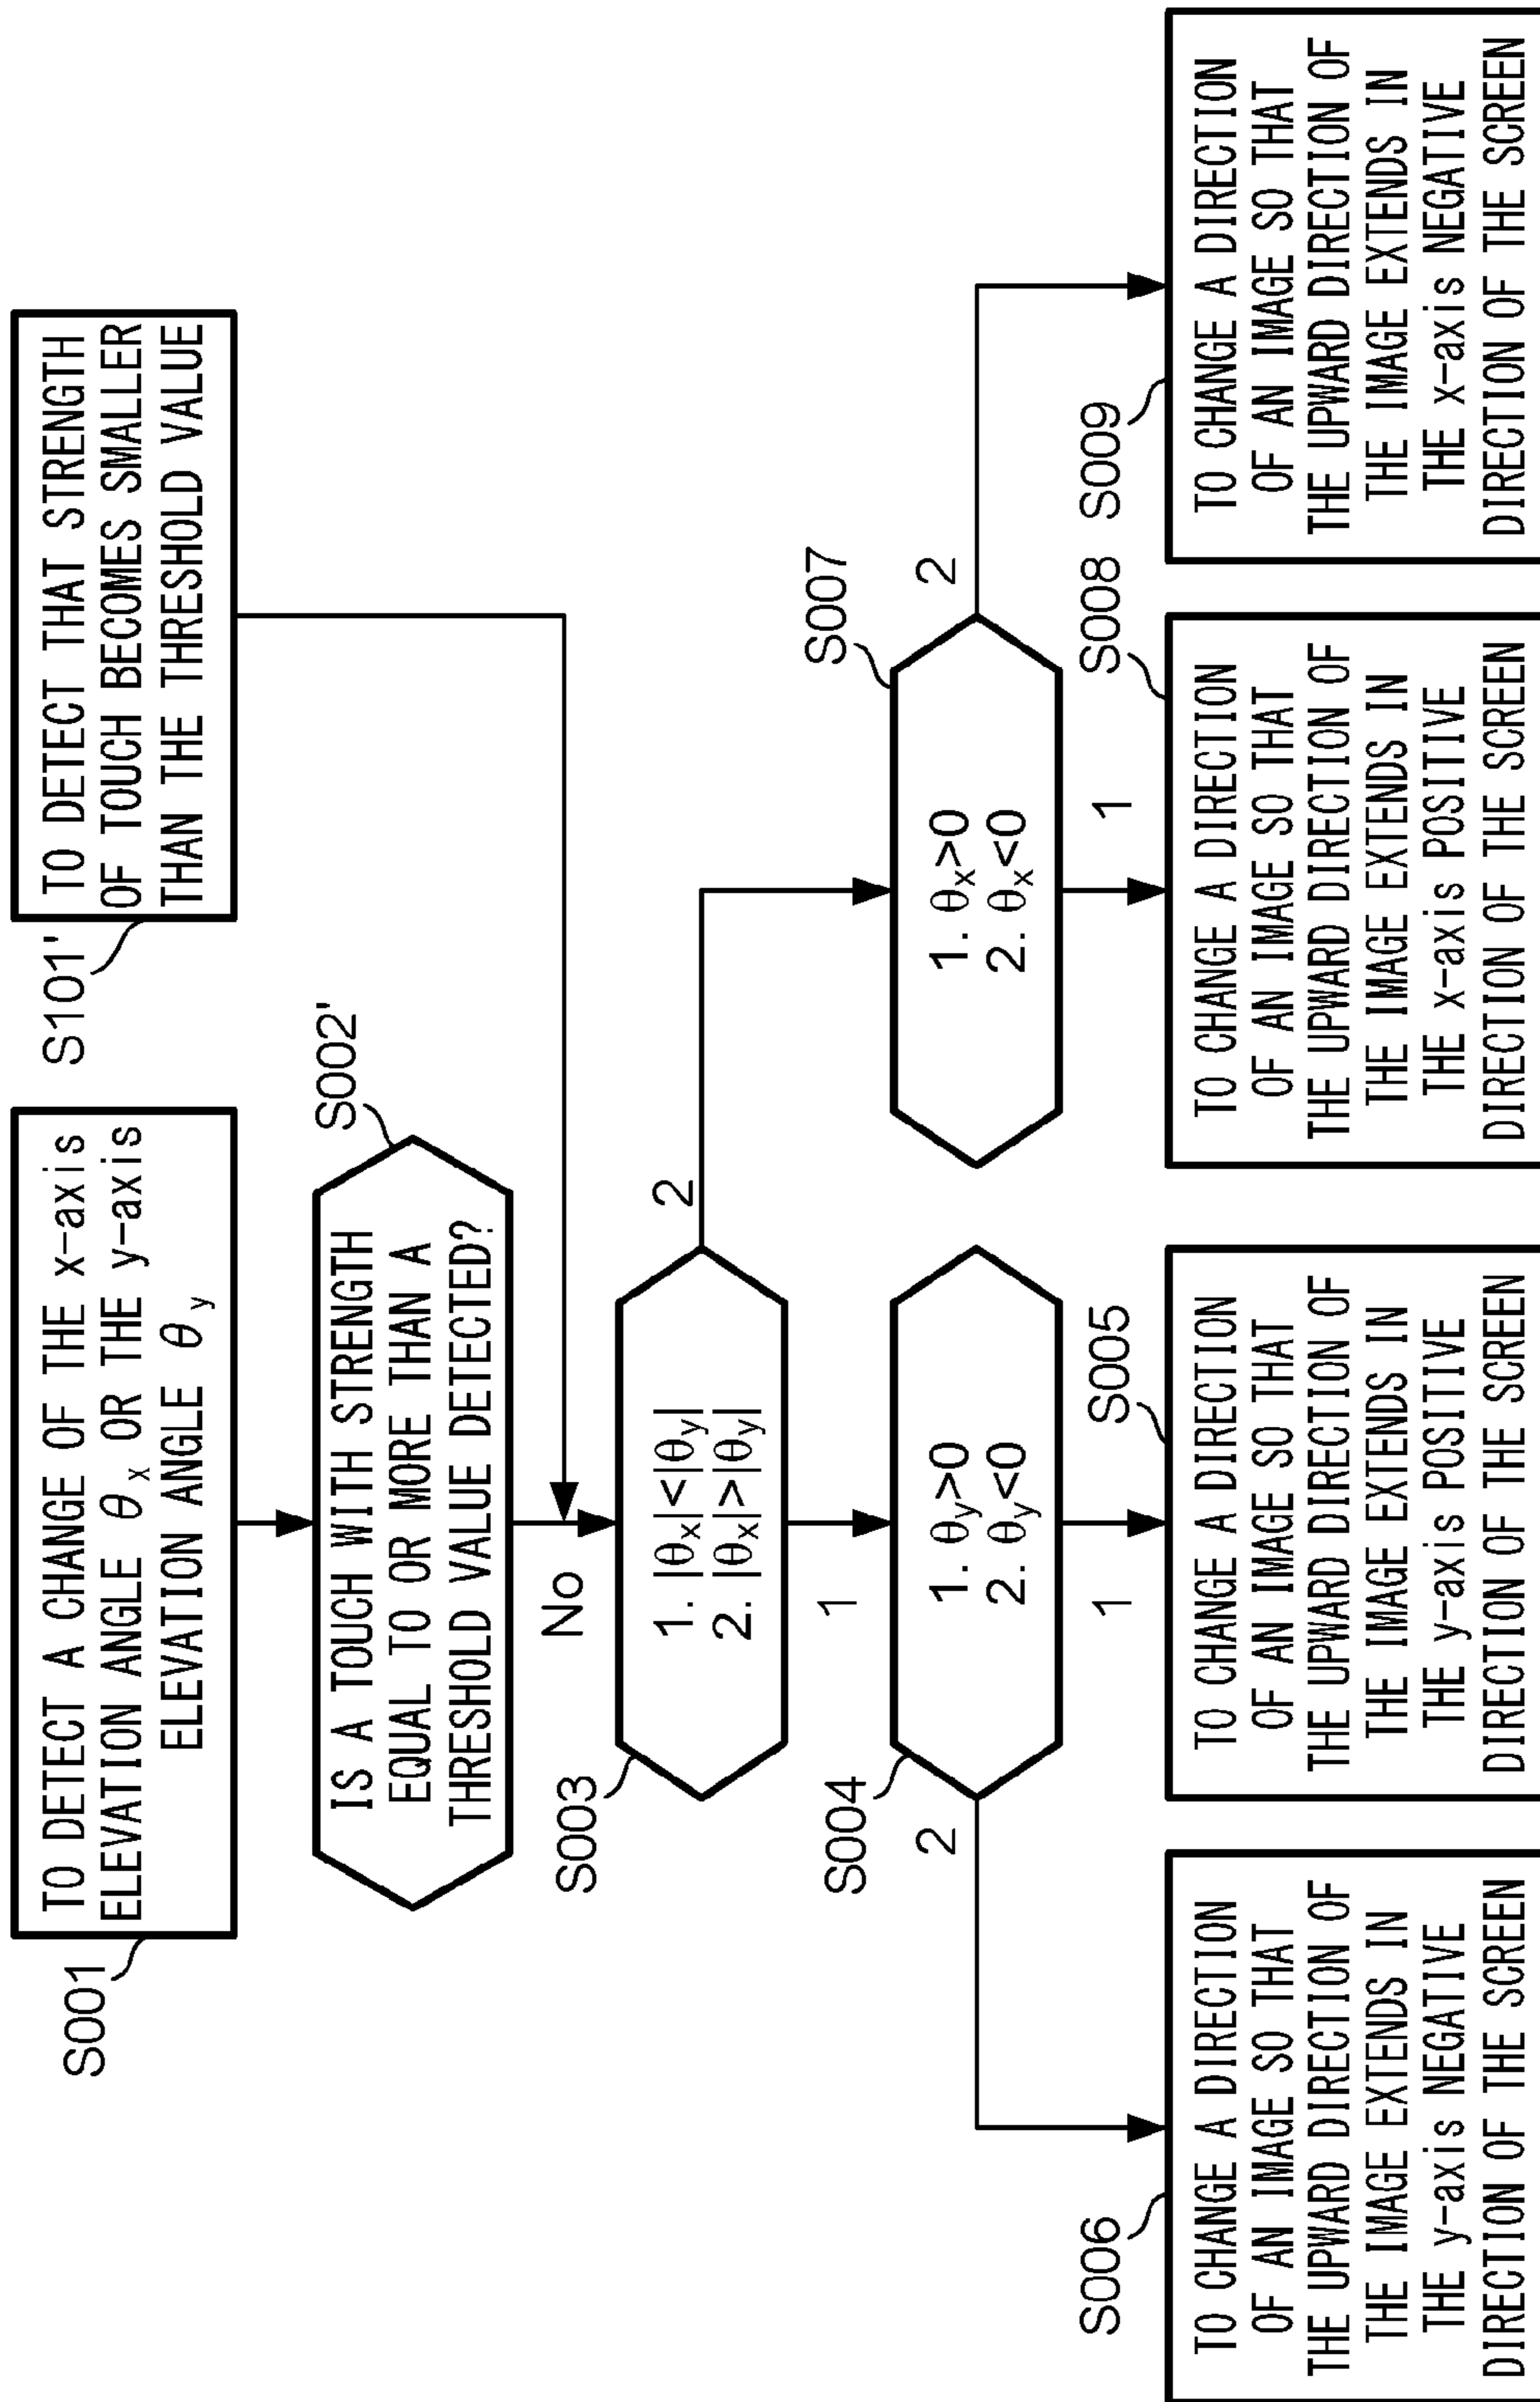 S001
TO DETECT A CHANGE OF THE x-axis
ELEVATION ANGLE θx OR THE y-axis
ELEVATION ANGLE θy
S101'
TO DETECT THAT STRENGTH
OF TOUCH BECOMES SMALLER
THAN THE THRESHOLD VALUE
S002'
IS A TOUCH WITH STRENGTH
EQUAL TO OR MORE THAN A
THRESHOLD VALUE DETECTED?
No
S003
1. |θx|<|θy|
2. |θx|>|θy|
2
1
S004
1. θy>0
2. θy<0
2
1
S007
1. θx>0
2. θx<0
2
1
S006
TO CHANGE A DIRECTION
OF AN IMAGE SO THAT
THE UPWARD DIRECTION OF
THE IMAGE EXTENDS IN
THE y-axis NEGATIVE
DIRECTION OF THE SCREEN
S005
TO CHANGE A DIRECTION
OF AN IMAGE SO THAT
THE UPWARD DIRECTION OF
THE IMAGE EXTENDS IN
THE y-axis POSITIVE
DIRECTION OF THE SCREEN
S008
TO CHANGE A DIRECTION
OF AN IMAGE SO THAT
THE UPWARD DIRECTION OF
THE IMAGE EXTENDS IN
THE x-axis POSITIVE
DIRECTION OF THE SCREEN
S009
TO CHANGE A DIRECTION
OF AN IMAGE SO THAT
THE UPWARD DIRECTION OF
THE IMAGE EXTENDS IN
THE x-axis NEGATIVE
DIRECTION OF THE SCREEN